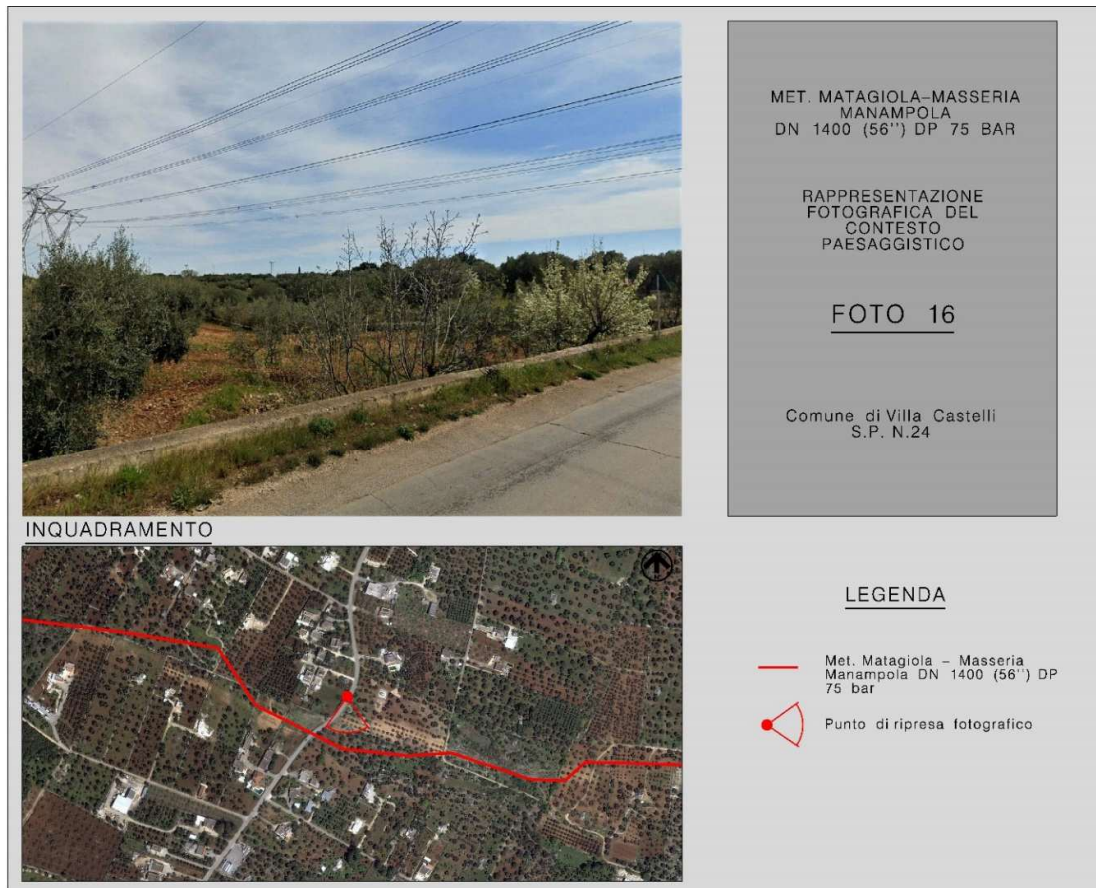 MET. MATAGIOLA-MASSERIA
MANAMPOLA
DN 1400 (56'') DP 75 BAR
RAPPRESENTAZIONE
FOTOGRAFICA DEL
CONTESTO
PAESAGGISTICO
FOTO 16
Comune di Villa Castelli
S.P. N.24
INQUADRAMENTO
LEGENDA
Met. Matagiola - Masseria
Manampola DN 1400 (56'') DP
75 bar
Punto di ripresa fotografico